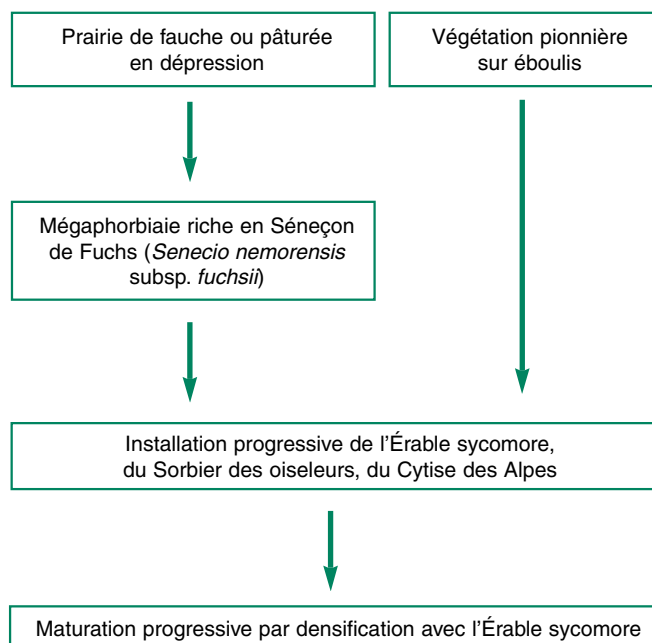 Prairie de fauche ou pâturée
en dépression
Végétation pionnière
sur éboulis
Mégaphorbiaie riche en Séneçon
de Fuchs (Senecio nemorensis
subsp. fuchsii)
Installation progressive de l’Érable sycomore,
du Sorbier des oiseleurs, du Cytise des Alpes
Maturation progressive par densification avec l’Érable sycomore